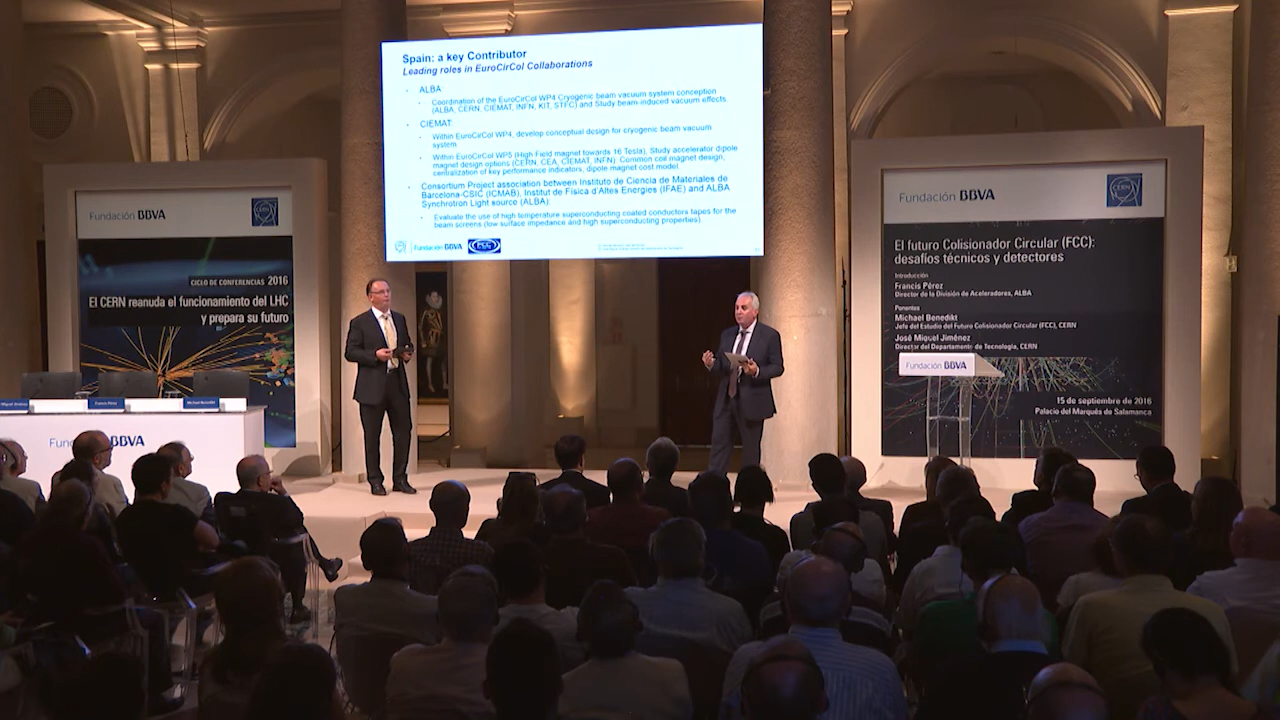 Spain: a key Contributor
Leading roles in EuroCirCol Collaborations
ALBA:
Coordination of the EuroCirCol WP4 Cryogenic beam vacuum system conception
(ALBA, CERN, CIEMAT, INFN, KIT, STFC) and Study beam-induced vacuum effects
CIEMAT:
Within EuroCirCol WP4, develop conceptual design for cryogenic beam vacuum
system
Within EuroCirCol WP5 (High Field magnet towards 16 Tesla), Study accelerator dipole
magnet design options (CERN, CEA, CIEMAT, INFN). Common coil magnet design,
centralization of key performance indicators, dipole magnet cost model.
Consortium Project association between Instituto de Ciencia de Materiales de
Barcelona-CSIC (ICMAB), Institut de Física d'Altes Energies (IFAE) and ALBA
Synchrotron Light source (ALBA):
Evaluate the use of high temperature superconducting coated conductors tapes for the
beam screens (low surface impedance and high superconducting properties).
Fundación BBVA
Fundación BBVA
CERN
CICLO DE CONFERENCIAS 2016
El CERN reanuda el funcionamiento del LHC
y prepara su futuro
Miguel Jiménez
Francis Pérez
Michael Benedikt
BBVA
Fundación BBVA
CERN
El futuro Colisionador Circular (FCC):
desafíos técnicos y detectores
Introducción
Francis Pérez
Director de la División de Aceleradores, ALBA
Ponentes
Michael Benedikt
Jefe del Estudio del Futuro Colisionador Circular (FCC), CERN
José Miguel Jiménez
Director del Departamento de Tecnología, CERN
Fundación BBVA
15 de septiembre de 2016
Palacio del Marqués de Salamanca